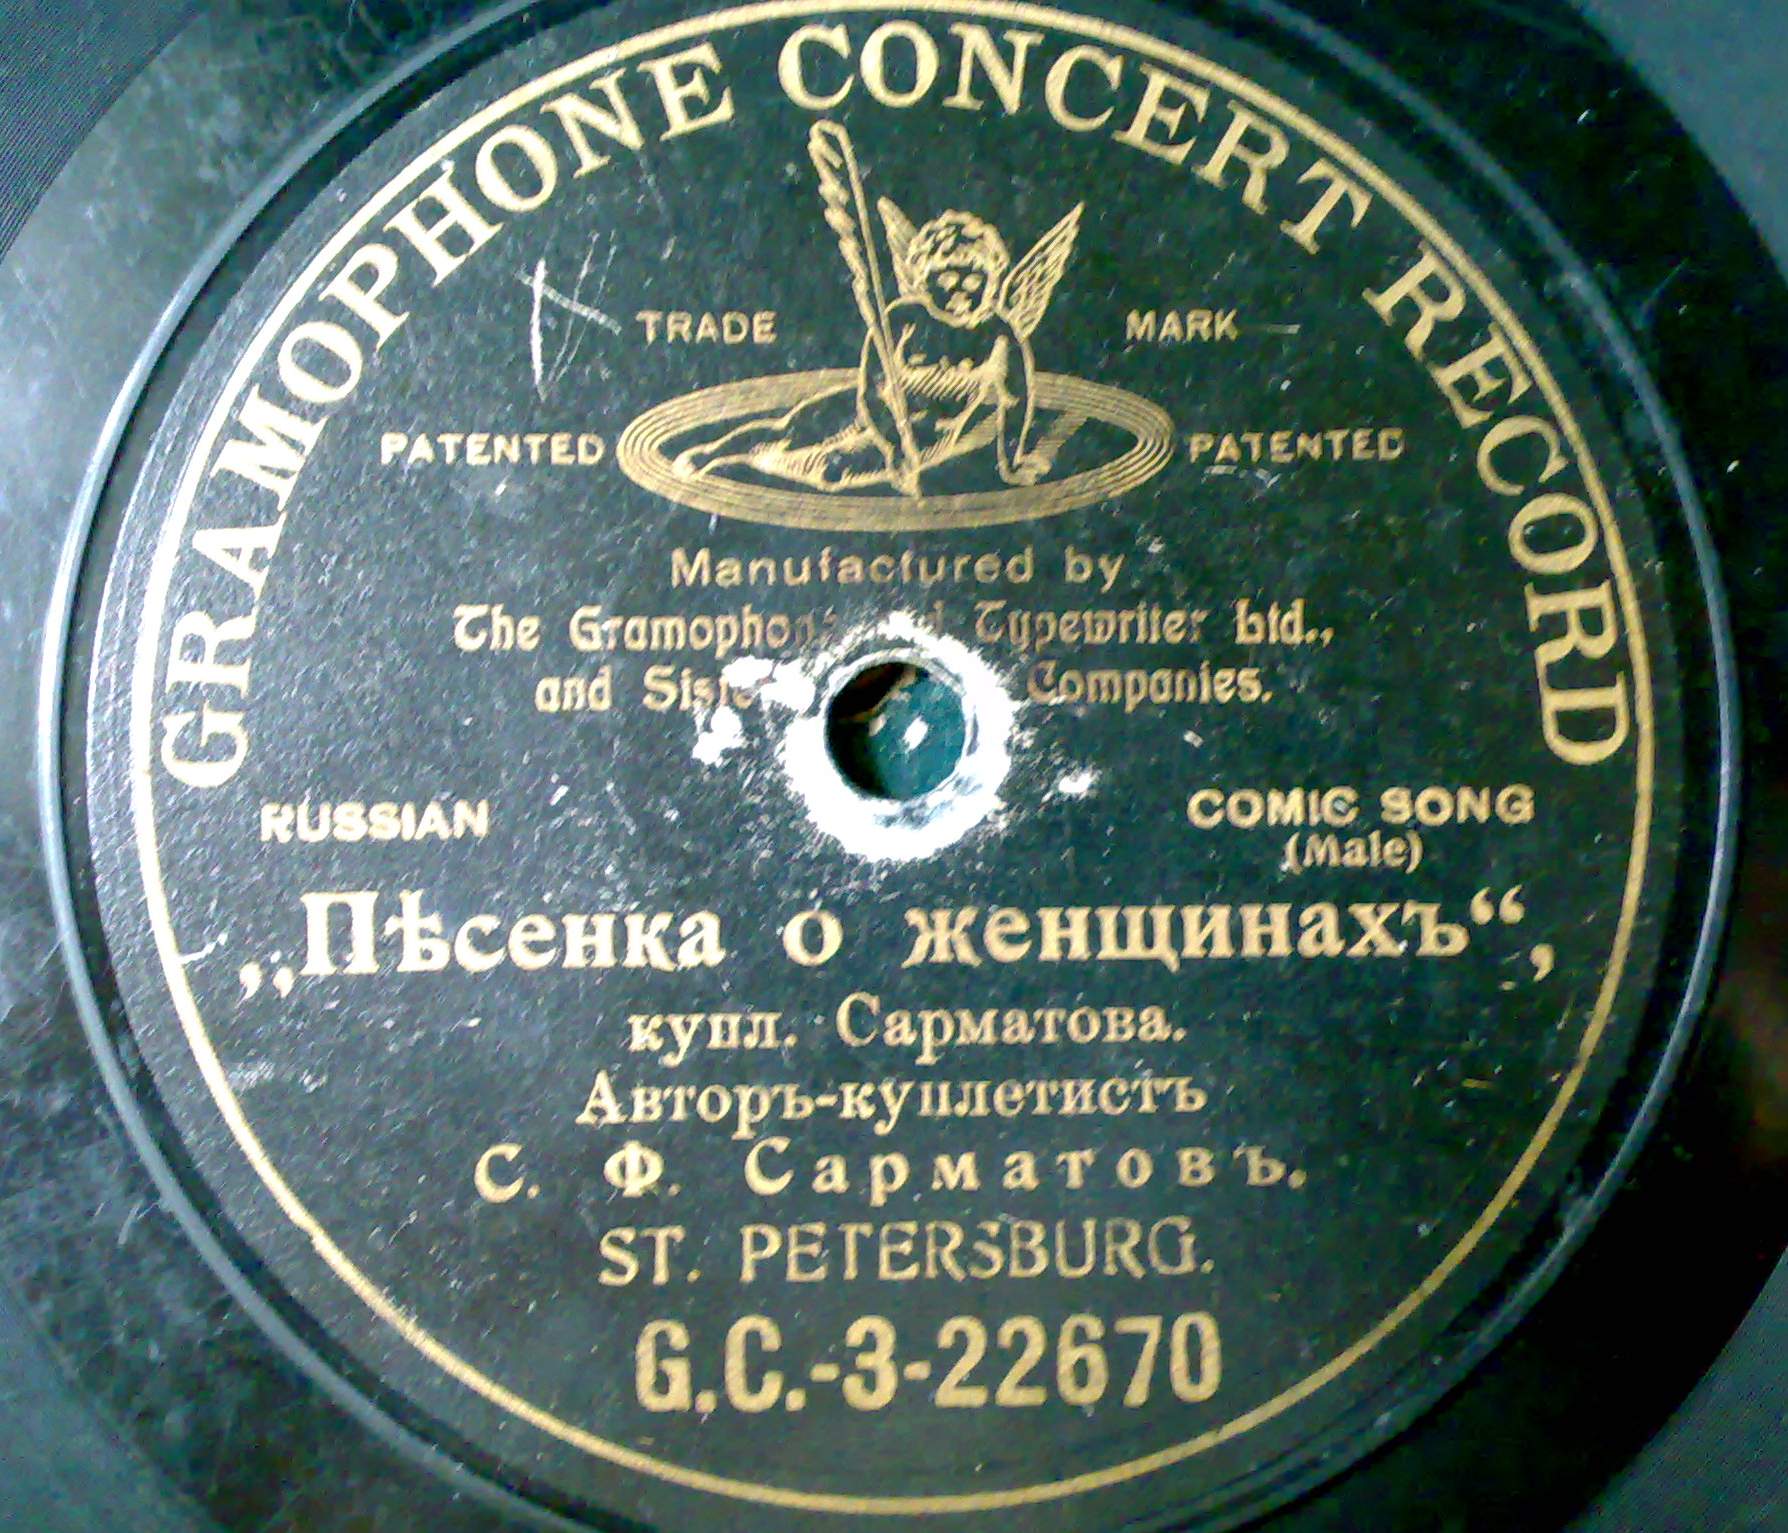 GRAMOPHONE CONCERT RECORD
TRADE MARK
PATENTED PATENTED
Manufactured by
The Gramophone and Typewriter Ltd.,
and Companies.
RUSSIAN COMIC SONG
(Male)
„Пѣсенка о женщинахъ“,
купл. Сарматова.
Авторъ-куплетистъ
С. Ф. Сарматовъ.
ST. PETERSBURG.
G.C.-3-22670